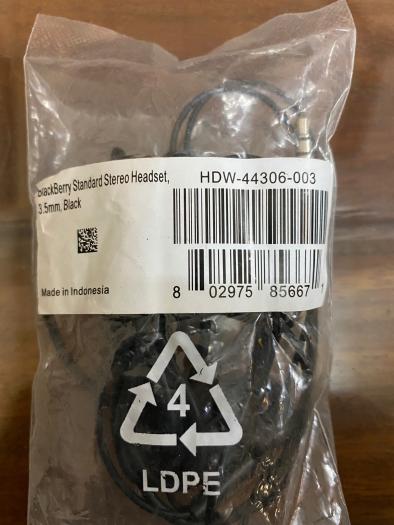 BlackBerry Standard Stereo Headset,
3.5mm, Black
HDW-44306-003
Made in Indonesia
8 02975 85667 1
4
LDPE